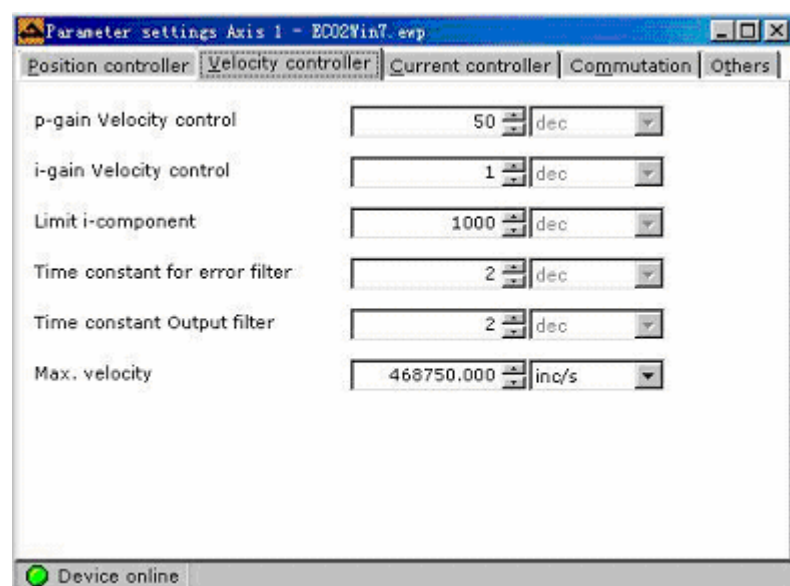 Parameter settings Axis 1 - ECO2Win7.ewp
Position controller Velocity controller Current controller Commutation Others
p-gain Velocity control 50 dec
i-gain Velocity control 1 dec
Limit i-component 1000 dec
Time constant for error filter 2 dec
Time constant Output filter 2 dec
Max. velocity 468750.000 inc/s
Device online